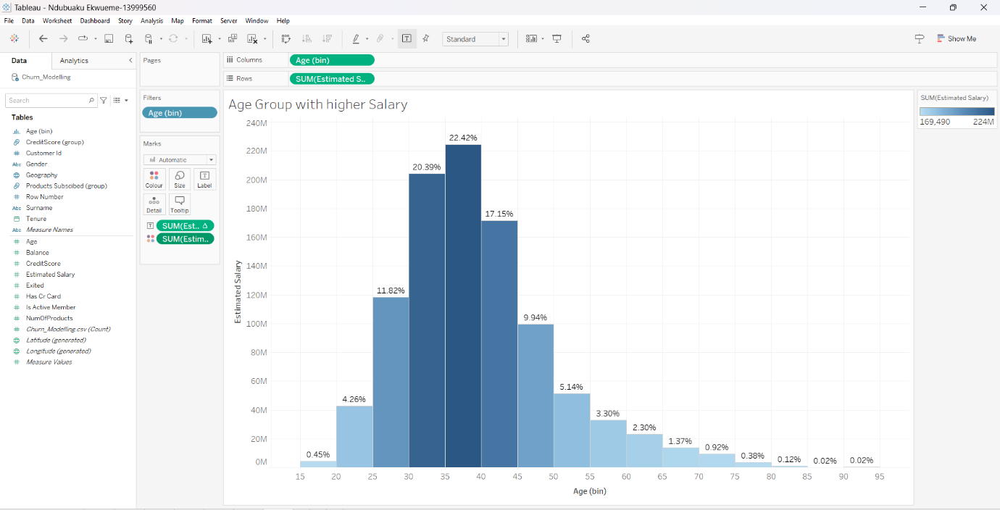 Tableau - Ndubuaku Ekwueme-13999560
File Data Worksheet Dashboard Story Analysis Map Format Server Window Help
Standard
Show Me
Data Analytics
Churn_Modelling
Search
Tables
Age (bin)
CreditScore (group)
Customer Id
Abc Gender
Geography
Products Subscibed (group)
Row Number
Abc Surname
Tenure
Abc Measure Names
Age
Balance
CreditScore
Estimated Salary
Exited
Has Cr Card
Is Active Member
NumOfProducts
Churn_Modelling.csv (Count)
Latitude (generated)
Longitude (generated)
Measure Values
Pages
Filters
Age (bin)
Marks
Automatic
Colour Size Label
Detail Tooltip
SUM(Est.. Δ
SUM(Estim..
Columns Age (bin)
Rows SUM(Estimated S..
Age Group with higher Salary
240M
220M
200M
180M
160M
140M
120M
100M
80M
60M
40M
20M
0M
Estimated Salary
0.45%
4.26%
11.82%
20.39%
22.42%
17.15%
9.94%
5.14%
3.30%
2.30%
1.37%
0.92%
0.38%
0.12%
0.02%
0.02%
15 20 25 30 35 40 45 50 55 60 65 70 75 80 85 90 95
Age (bin)
SUM(Estimated Salary)
169,490 224M